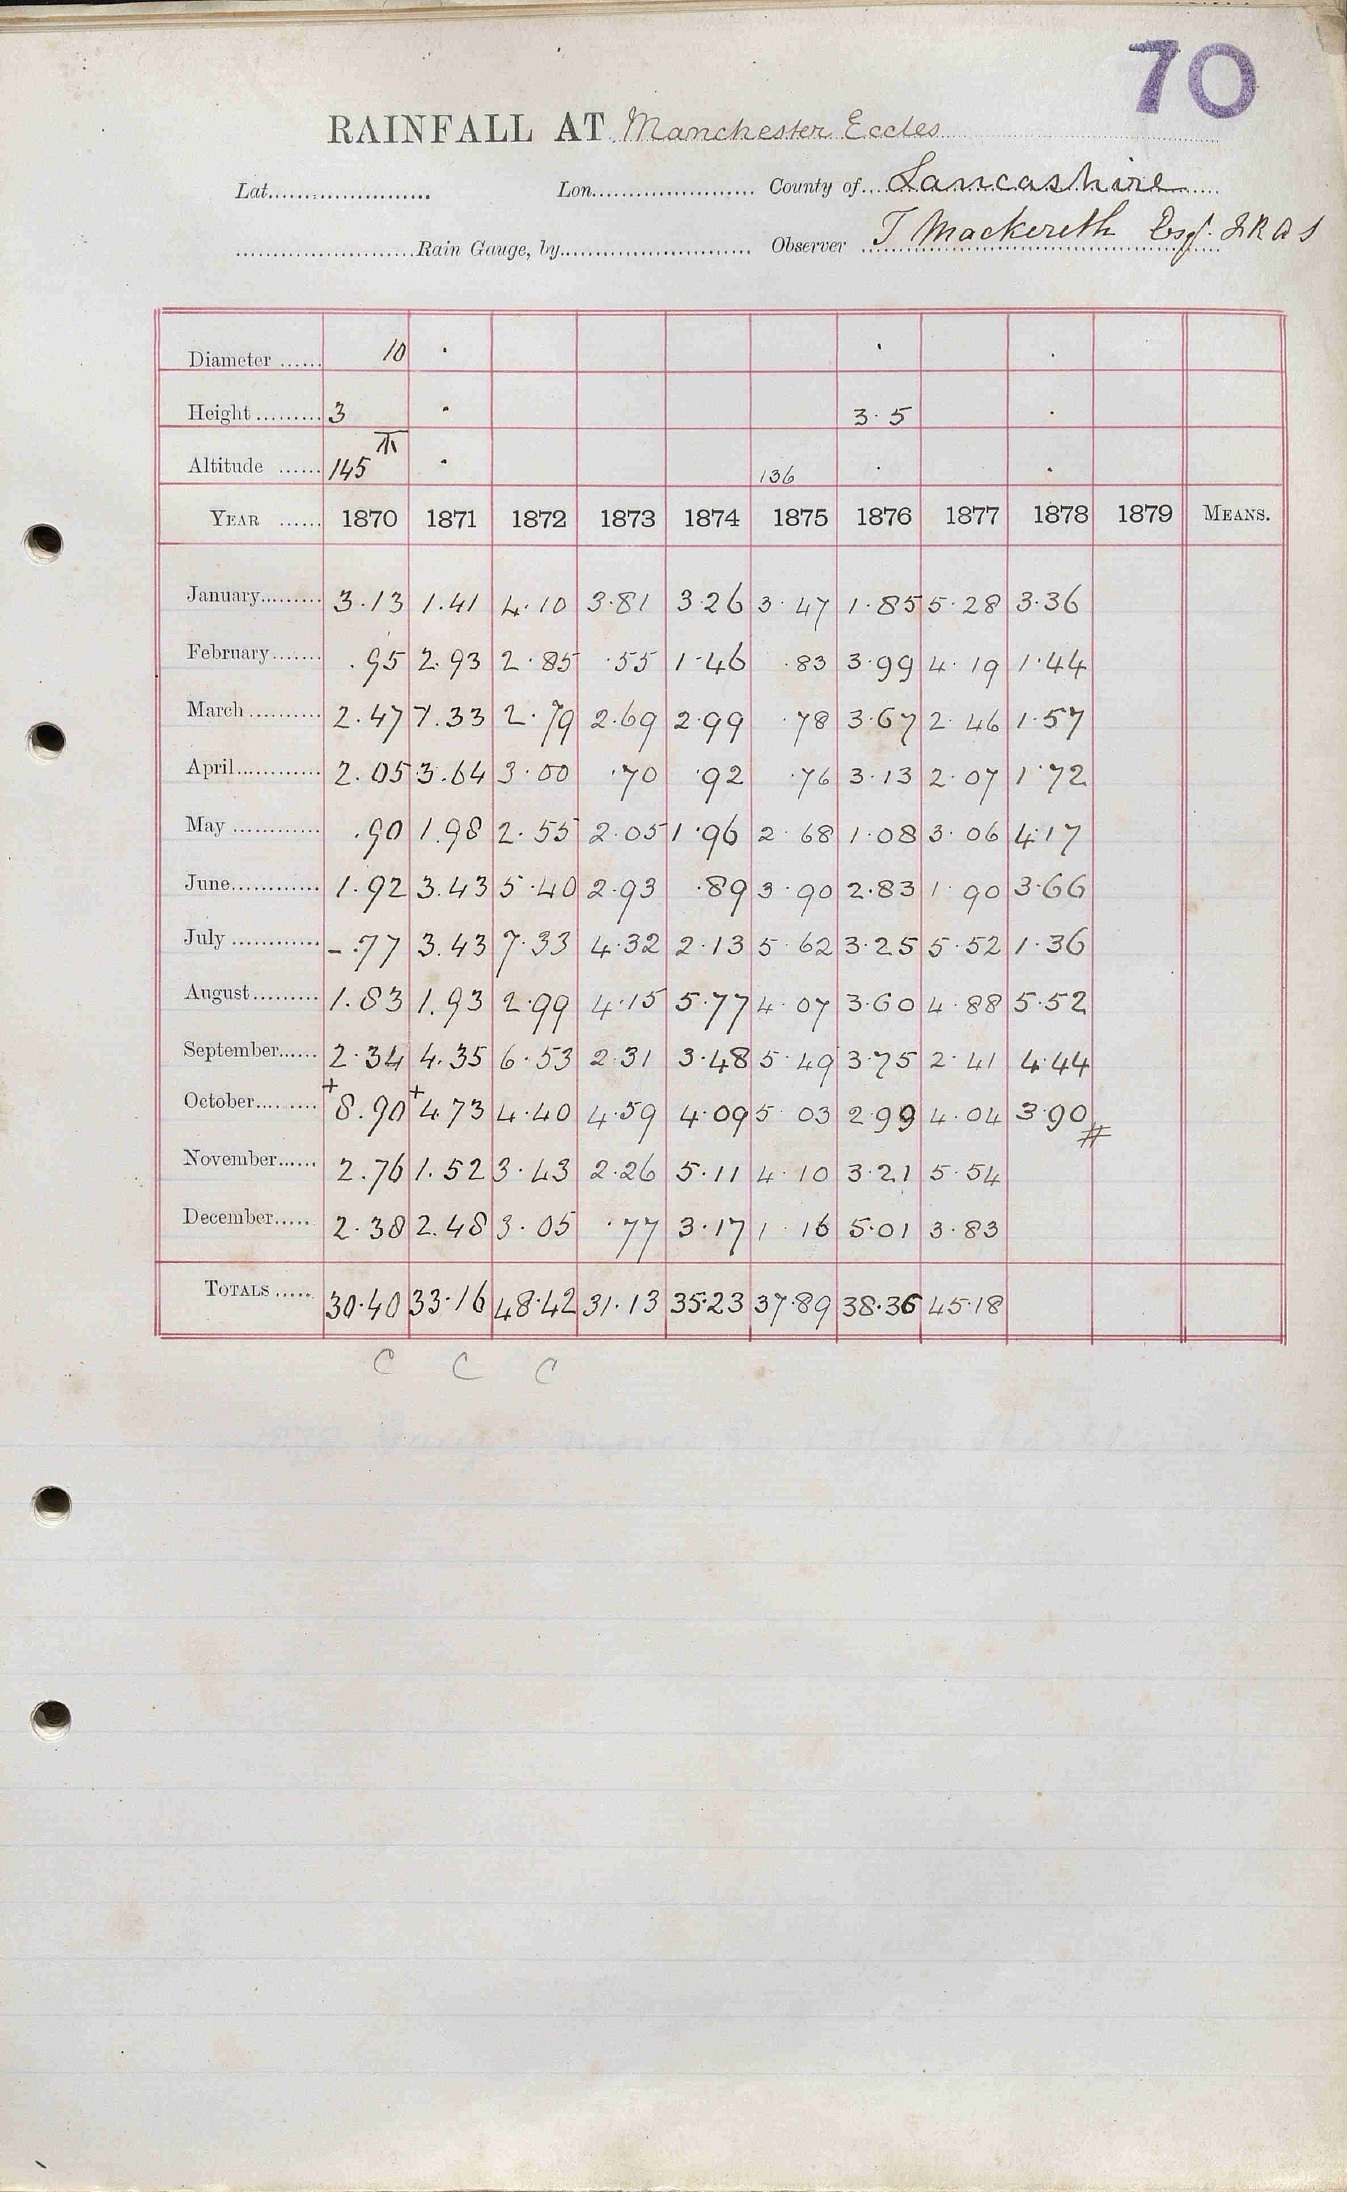 70
RAINFALL AT Manchester Eccles
Lat. Lon. County of Lancashire
Rain Gauge, by Observer T Mackereth Esq. F R A S
Diameter 10 · · ·
Height 3 · 3·5 ·
Altitude 145 · 136 · ·
YEAR 1870 1871 1872 1873 1874 1875 1876 1877 1878 1879 MEANS.
January 3·13 1.41 4·10 3·81 3·26 3·47 1·85 5·28 3·36
February .95 2.93 2·85 ·55 1·46 ·83 3·99 4·19 1·44
March 2.47 1.33 2·79 2·69 2·99 ·78 3·67 2·46 1·57
April 2.05 3.64 3·00 ·70 ·92 ·76 3·13 2·07 1·72
May .90 1.98 2·55 2·05 1·96 2·68 1·08 3·06 4·17
June 1.92 3.43 5·40 2·93 ·89 3·90 2·83 1·90 3·66
July -.77 3.43 7·33 4·32 2·13 5·62 3·25 5·52 1·36
August 1.83 1.93 2·99 4·15 5·77 4·07 3·60 4·88 5·52
September 2·34 4.35 6·53 2·31 3·48 5·49 3·75 2·41 4·44
October +8.90 +4.73 4·40 4·59 4·09 5·03 2·99 4·04 3·90 #
November 2.76 1.52 3·43 2·26 5·11 4·10 3·21 5·54
December 2·38 2.48 3·05 ·77 3·17 1·16 5·01 3·83
TOTALS 30·40 33·16 48·42 31·13 35·23 37·89 38·36 45·18
C C C